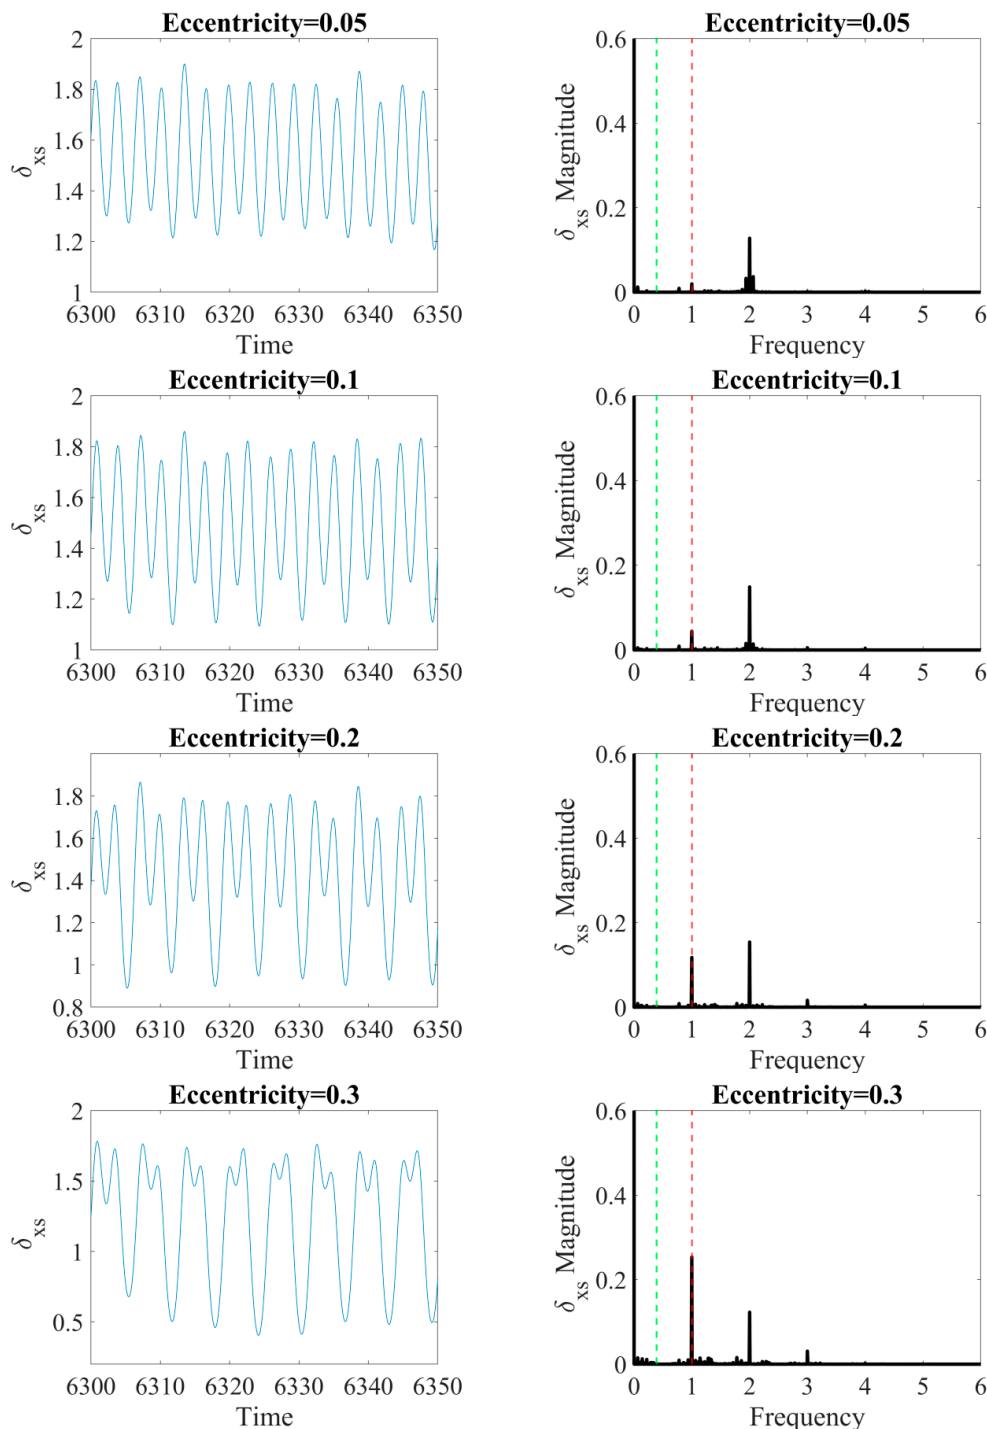 Eccentricity=0.05
2
1.8
1.6
1.4
1.2
1
δxs
6300 6310 6320 6330 6340 6350
Time
Eccentricity=0.05
0.6
0.4
0.2
0
δxs Magnitude
0 1 2 3 4 5 6
Frequency
Eccentricity=0.1
2
1.8
1.6
1.4
1.2
1
δxs
6300 6310 6320 6330 6340 6350
Time
Eccentricity=0.1
0.6
0.4
0.2
0
δxs Magnitude
0 1 2 3 4 5 6
Frequency
Eccentricity=0.2
1.8
1.6
1.4
1.2
1
0.8
δxs
6300 6310 6320 6330 6340 6350
Time
Eccentricity=0.2
0.6
0.4
0.2
0
δxs Magnitude
0 1 2 3 4 5 6
Frequency
Eccentricity=0.3
2
1.5
1
0.5
δxs
6300 6310 6320 6330 6340 6350
Time
Eccentricity=0.3
0.6
0.4
0.2
0
δxs Magnitude
0 1 2 3 4 5 6
Frequency